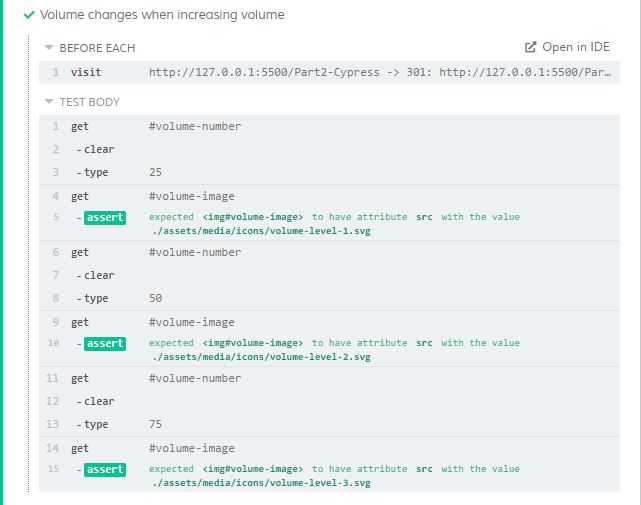 Volume changes when increasing volume
BEFORE EACH Open in IDE
1 visit http://127.0.0.1:5500/Part2-Cypress -> 301: http://127.0.0.1:5500/Par…
TEST BODY
1 get #volume-number
2 -clear
3 -type 25
4 get #volume-image
5 -assert expected <img#volume-image> to have attribute src with the value
./assets/media/icons/volume-level-1.svg
6 get #volume-number
7 -clear
8 -type 50
9 get #volume-image
10 -assert expected <img#volume-image> to have attribute src with the value
./assets/media/icons/volume-level-2.svg
11 get #volume-number
12 -clear
13 -type 75
14 get #volume-image
15 -assert expected <img#volume-image> to have attribute src with the value
./assets/media/icons/volume-level-3.svg